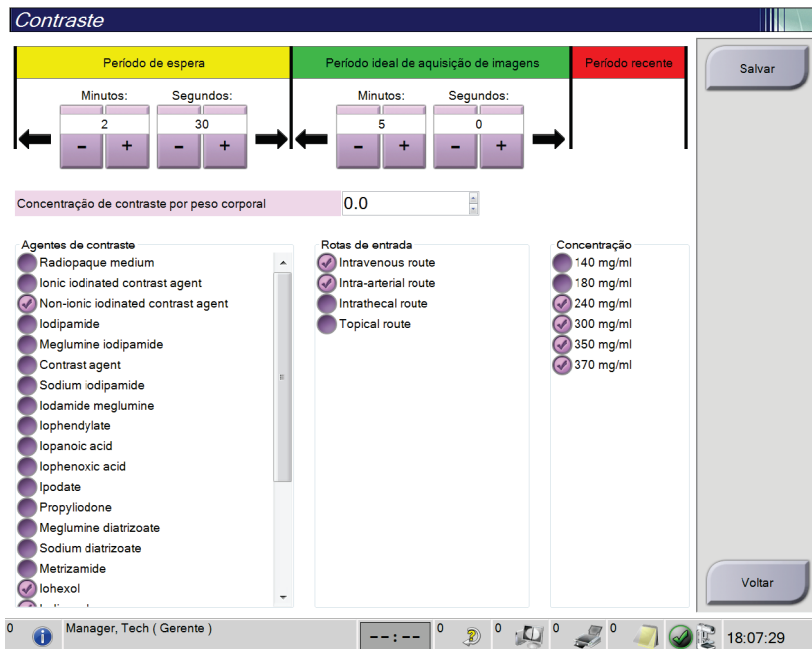 Contraste
Período de espera
Período ideal de aquisição de imagens
Período recente
Salvar
Minutos:
Segundos:
Minutos:
Segundos:
2
30
5
0
-
+
-
+
-
+
-
+
Concentração de contraste por peso corporal
0.0
Agentes de contraste
Radiopaque medium
Ionic iodinated contrast agent
Non-ionic iodinated contrast agent
Iodipamide
Meglumine iodipamide
Contrast agent
Sodium iodipamide
Iodamide meglumine
Iophendylate
Iopanoic acid
Iophenoxic acid
Ipodate
Propyliodone
Meglumine diatrizoate
Sodium diatrizoate
Metrizamide
Iohexol
Rotas de entrada
Intravenous route
Intra-arterial route
Intrathecal route
Topical route
Concentração
140 mg/ml
180 mg/ml
240 mg/ml
300 mg/ml
350 mg/ml
370 mg/ml
Voltar
0
Manager, Tech ( Gerente )
--:--
0
0
0
0
18:07:29